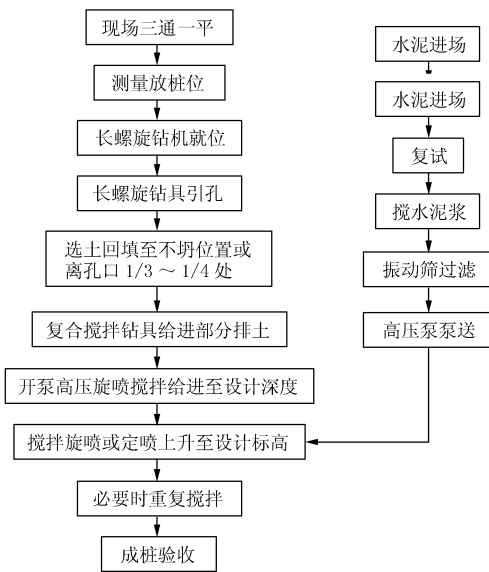 现场三通一平
测量放桩位
长螺旋钻机就位
长螺旋钻具引孔
选土回填至不坍位置或
离孔口 1/3～1/4 处
复合搅拌钻具给进部分排土
开泵高压旋喷搅拌给进至设计深度
搅拌旋喷或定喷上升至设计标高
必要时重复搅拌
成桩验收
水泥进场
水泥进场
复试
搅水泥浆
振动筛过滤
高压泵泵送